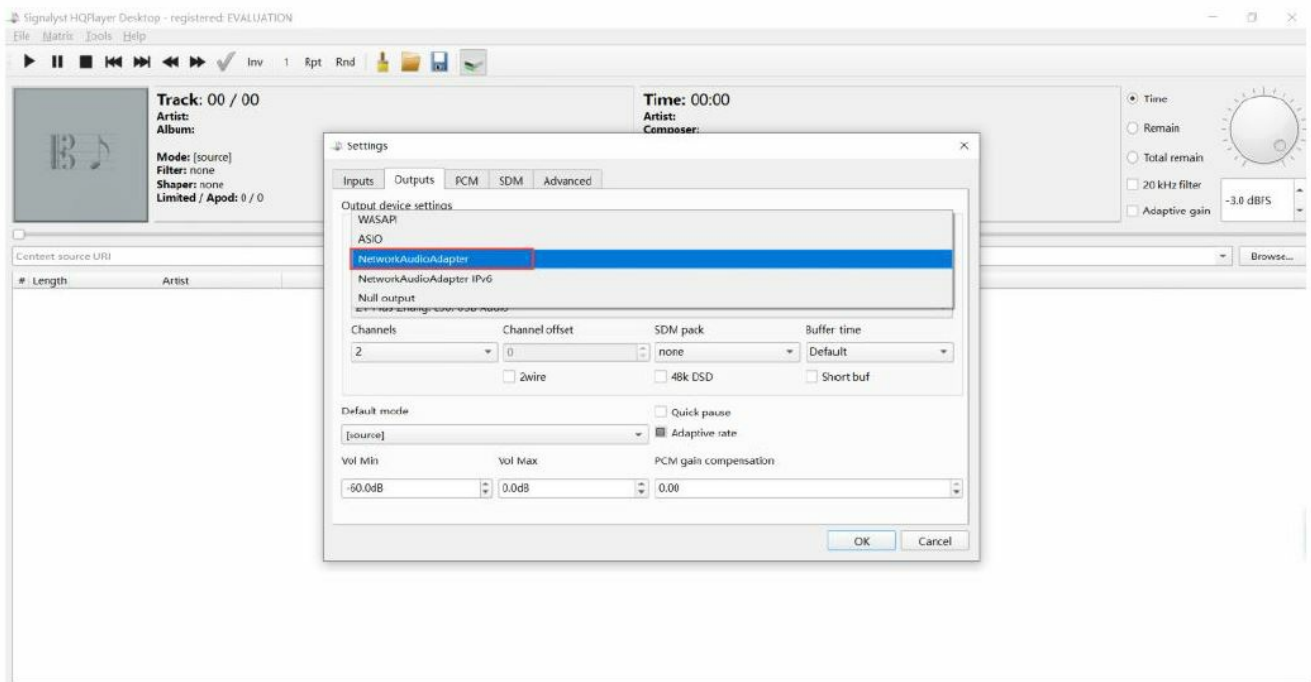 Signalyst HQPlayer Desktop - registered: EVALUATION
File Matrix Tools Help
Inv 1 Rpt Rnd
Track: 00 / 00
Artist:
Album:
Mode: [source]
Filter: none
Shaper: none
Limited / Apod: 0 / 0
Time: 00:00
Artist:
Composer:
Time
Remain
Total remain
20 kHz filter
Adaptive gain
-3.0 dBFS
Content source URI
Browse...
# Length Artist
Settings
Inputs Outputs PCM SDM Advanced
Output device settings
WASAPI
ASIO
NetworkAudioAdapter
NetworkAudioAdapter IPv6
Null output
USB Audio
Channels Channel offset SDM pack Buffer time
2 0 none Default
2wire 48k DSD Short buf
Default mode Quick pause
[source] Adaptive rate
Vol Min Vol Max PCM gain compensation
-60.0dB 0.0dB 0.00
OK Cancel